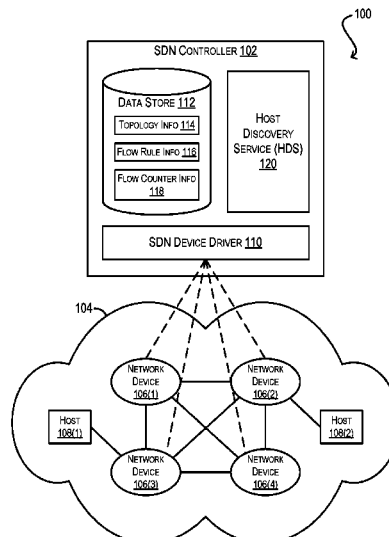 100
SDN CONTROLLER 102
DATA STORE 112
TOPOLOGY INFO 114
FLOW RULE INFO 116
FLOW COUNTER INFO
118
HOST
DISCOVERY
SERVICE (HDS)
120
SDN DEVICE DRIVER 110
104
NETWORK
DEVICE
106(1)
NETWORK
DEVICE
106(2)
HOST
108(1)
HOST
108(2)
NETWORK
DEVICE
106(3)
NETWORK
DEVICE
106(4)